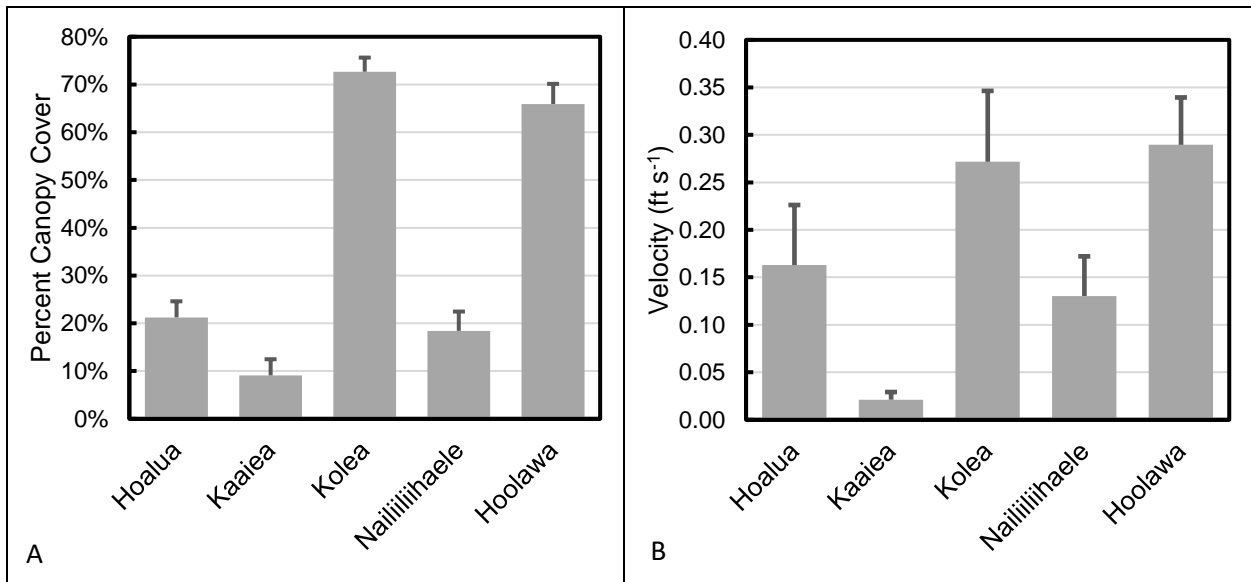 80%
70%
60%
50%
40%
30%
20%
10%
0%
Percent Canopy Cover
Hoalua
Kaaiea
Kolea
Nailiiliihaele
Hoolawa
A
0.40
0.35
0.30
0.25
0.20
0.15
0.10
0.05
0.00
Velocity (ft s-1)
Hoalua
Kaaiea
Kolea
Nailiiliihaele
Hoolawa
B